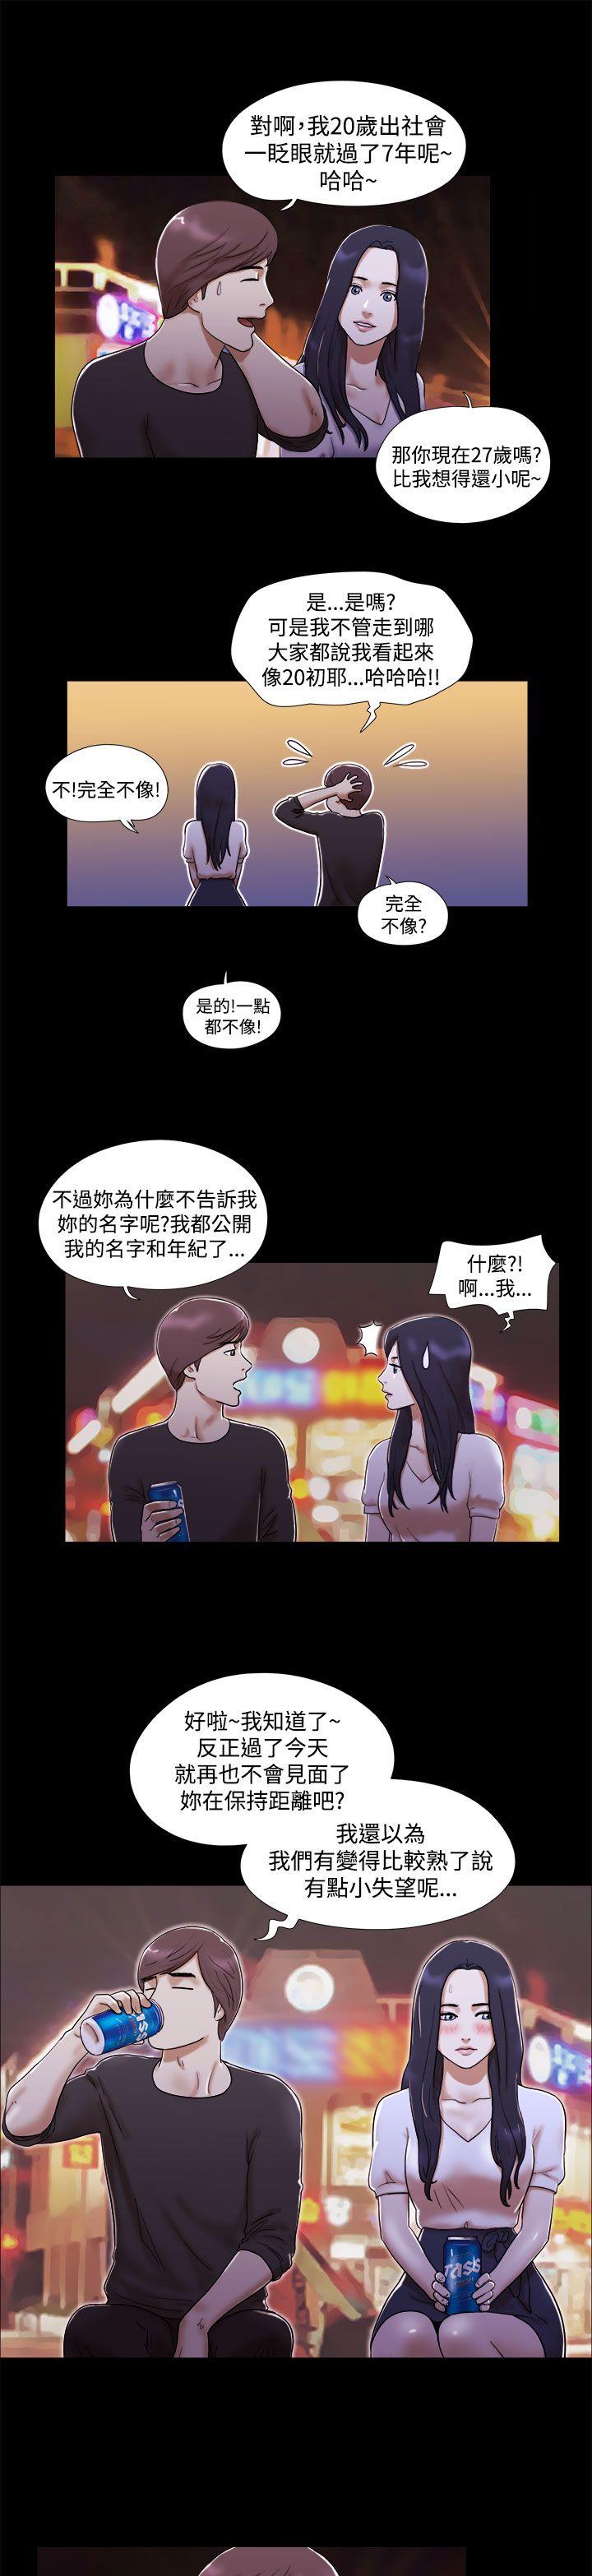 對啊，我20歲出社會
一眨眼就過了7年呢~
哈哈~
那你現在27歲嗎?
比我想得還小呢~
是...是嗎?
可是我不管走到哪
大家都說我看起來
像20初耶...哈哈哈!!
不!完全不像!
完全
不像?
是的!一點
都不像!
不過妳為什麼不告訴我
妳的名字呢?我都公開
我的名字和年紀了...
什麼?!
啊...我...
好啦~我知道了~
反正過了今天
就再也不會見面了
妳在保持距離吧?
我還以為
我們有變得比較熟了說
有點小失望呢...